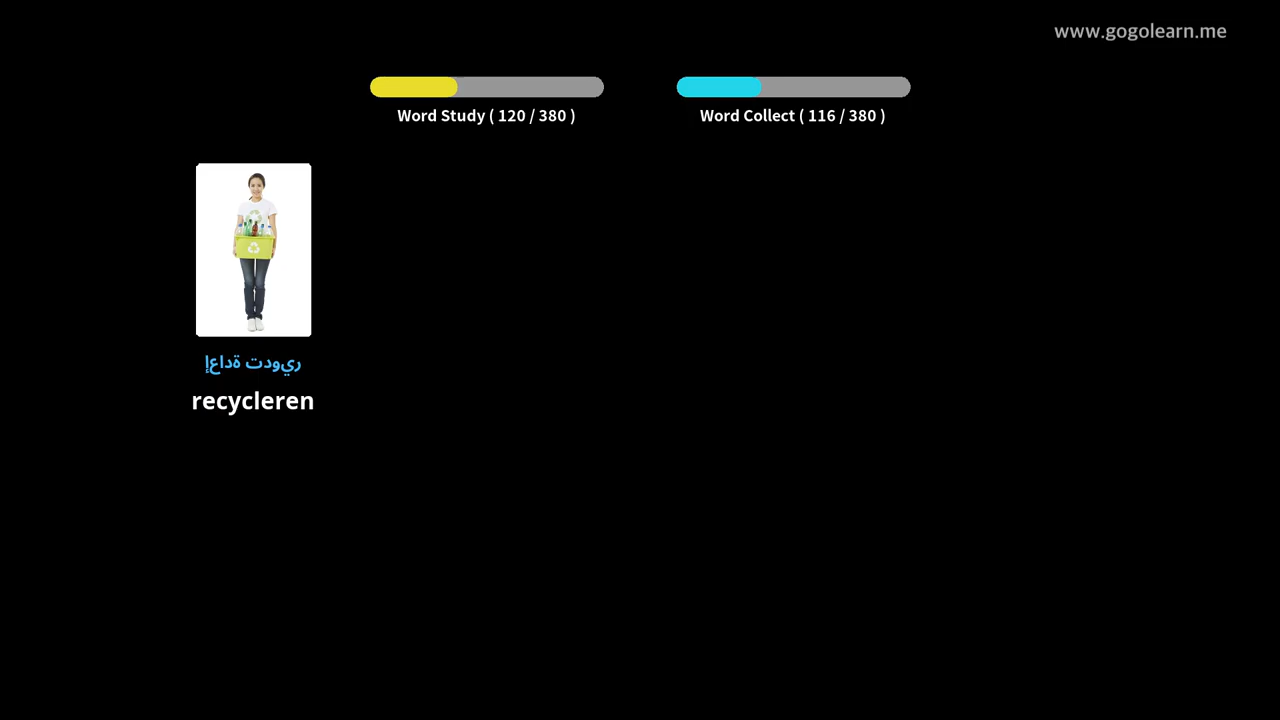 www.gogolearn.me
Word Study ( 120 / 380 )
Word Collect ( 116 / 380 )
إعادة تدوير
recycleren